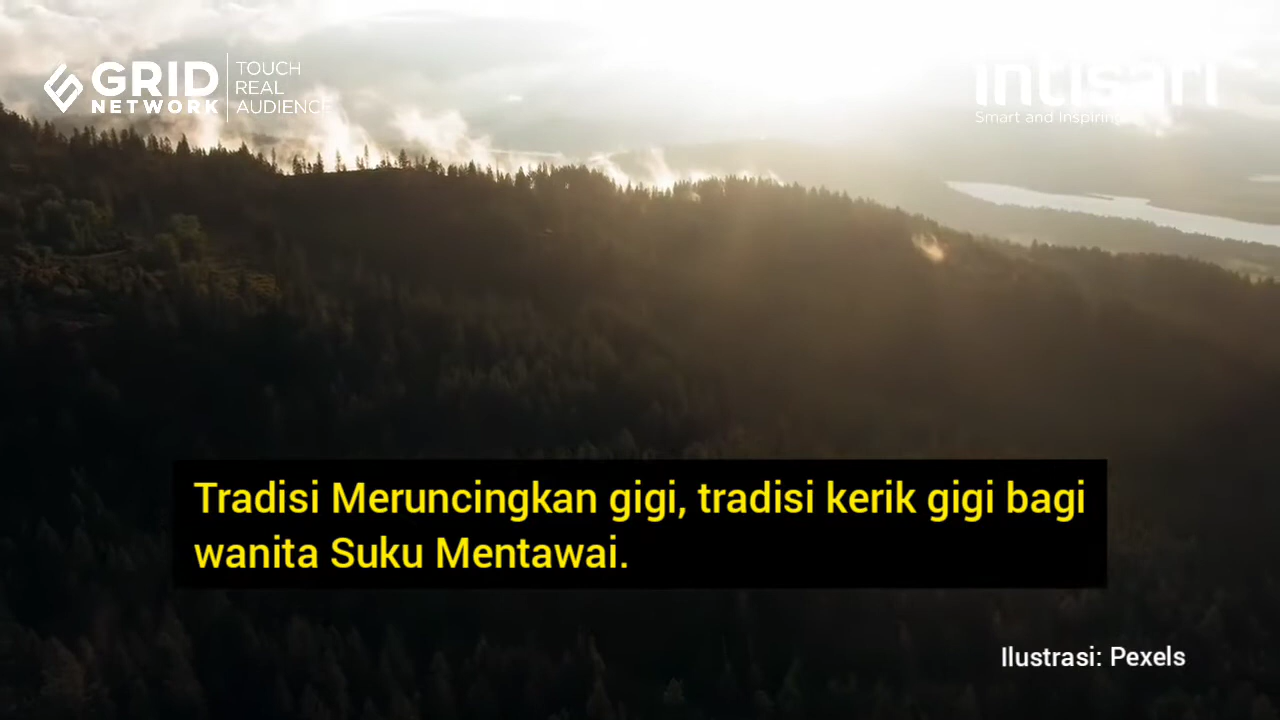 GRID
NETWORK
TOUCH
REAL
AUDIENCE
intisari
Smart and Inspiring
Tradisi Meruncingkan gigi, tradisi kerik gigi bagi
wanita Suku Mentawai.
Ilustrasi: Pexels